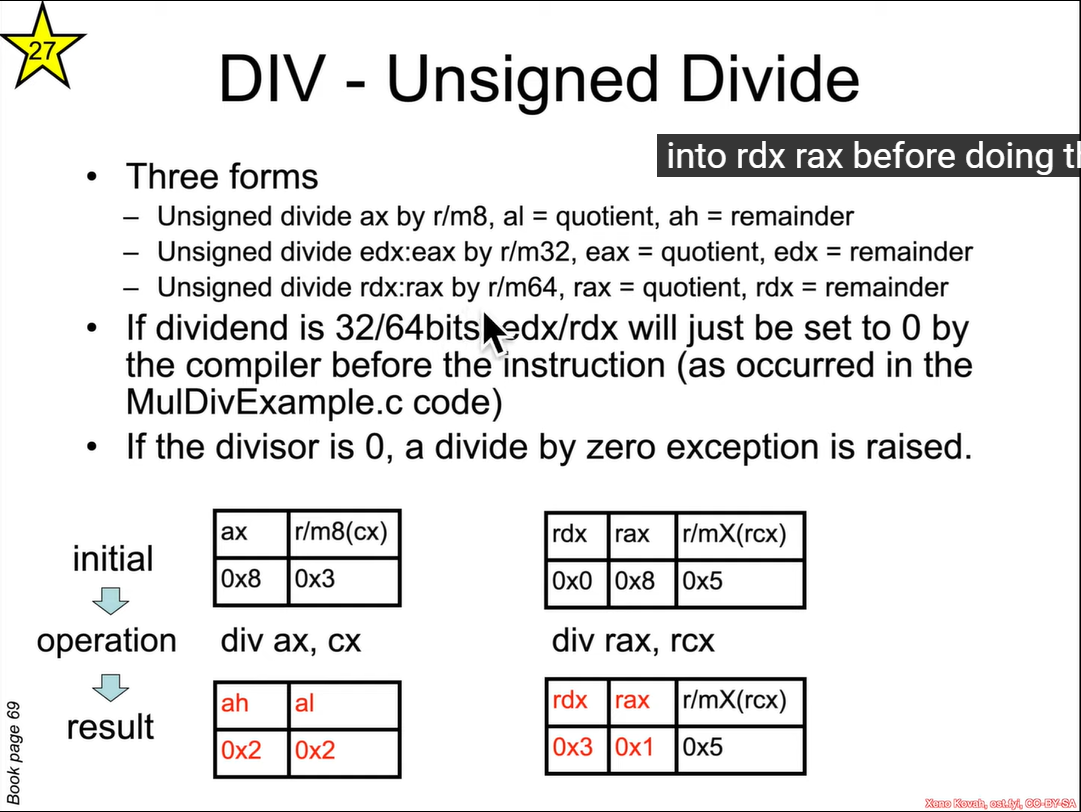 27
DIV - Unsigned Divide
into rdx rax before doing th
• Three forms
– Unsigned divide ax by r/m8, al = quotient, ah = remainder
– Unsigned divide edx:eax by r/m32, eax = quotient, edx = remainder
– Unsigned divide rdx:rax by r/m64, rax = quotient, rdx = remainder
• If dividend is 32/64bits, edx/rdx will just be set to 0 by
the compiler before the instruction (as occurred in the
MulDivExample.c code)
• If the divisor is 0, a divide by zero exception is raised.
initial
ax r/m8(cx)
0x8 0x3
rdx rax r/mX(rcx)
0x0 0x8 0x5
operation
div ax, cx
div rax, rcx
result
ah al
0x2 0x2
rdx rax r/mX(rcx)
0x3 0x1 0x5
Book page 69
Xeno Kovah, ost.fyi, CC-BY-SA